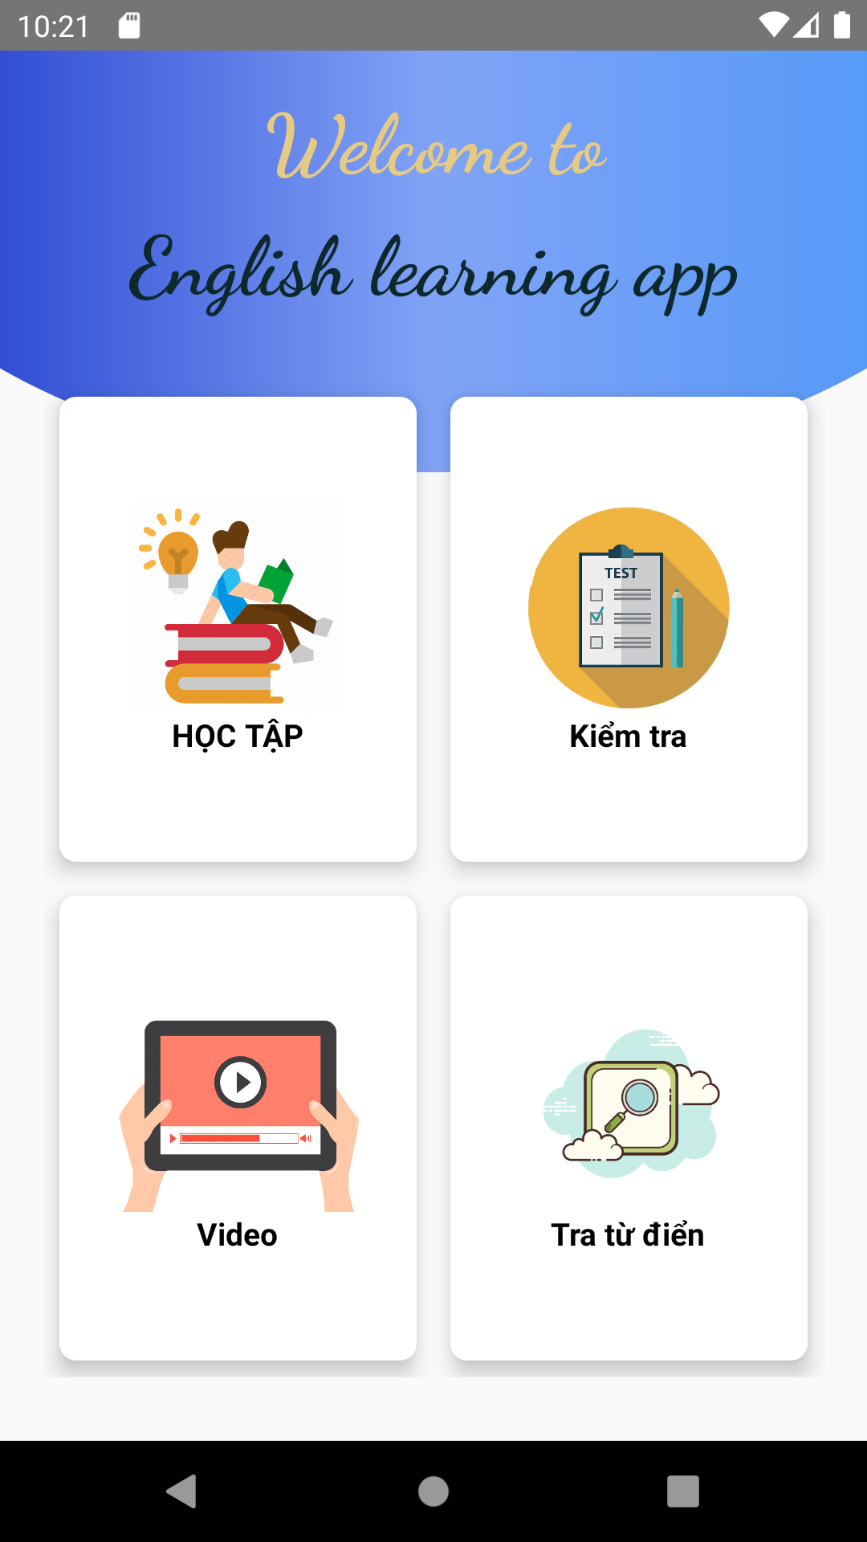 10:21
Welcome to
English learning app
TEST
HỌC TẬP
Kiểm tra
Video
Tra từ điển